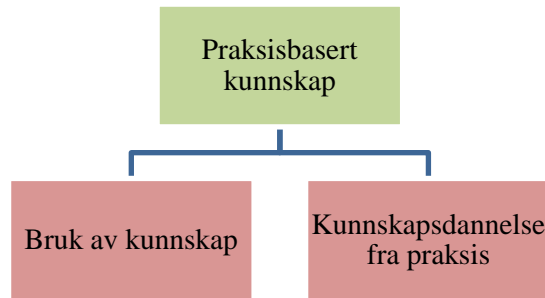 Praksisbasert
kunnskap
Bruk av kunnskap
Kunnskapsdannelse
fra praksis